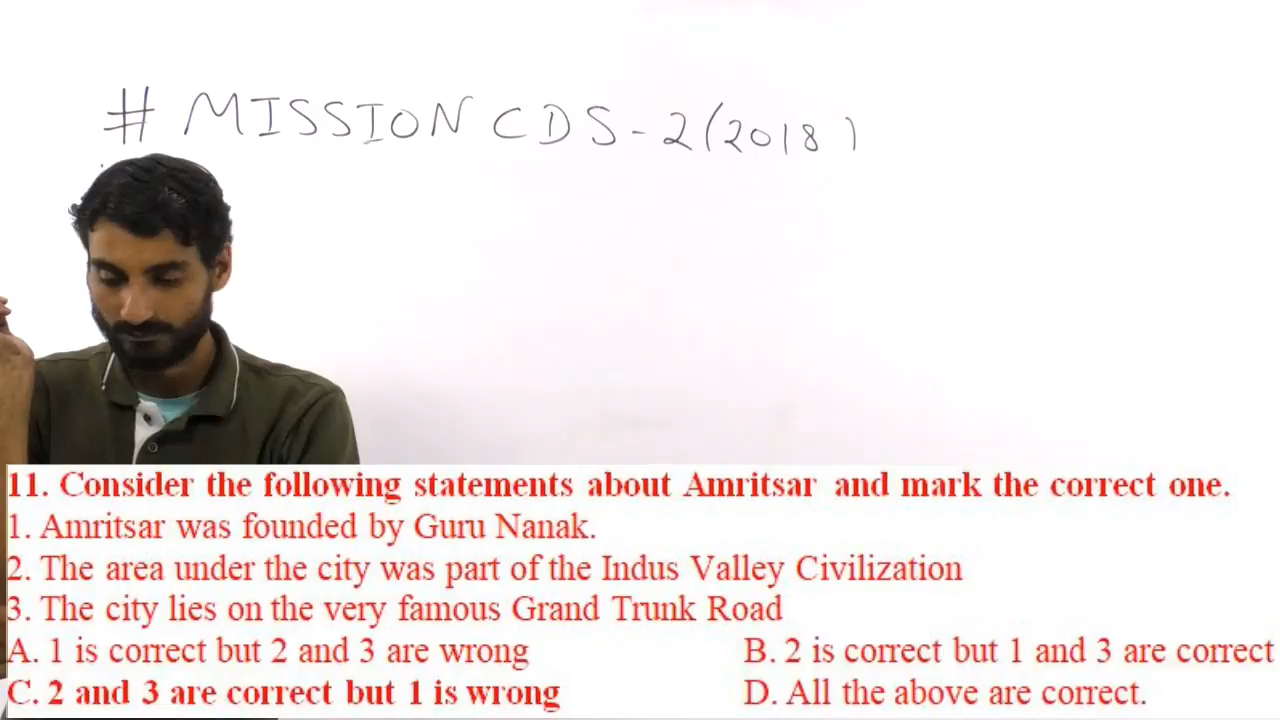 # MISSION CDS-2(2018)
11. Consider the following statements about Amritsar and mark the correct one.
1. Amritsar was founded by Guru Nanak.
2. The area under the city was part of the Indus Valley Civilization
3. The city lies on the very famous Grand Trunk Road
A. 1 is correct but 2 and 3 are wrong
B. 2 is correct but 1 and 3 are correct
C. 2 and 3 are correct but 1 is wrong
D. All the above are correct.